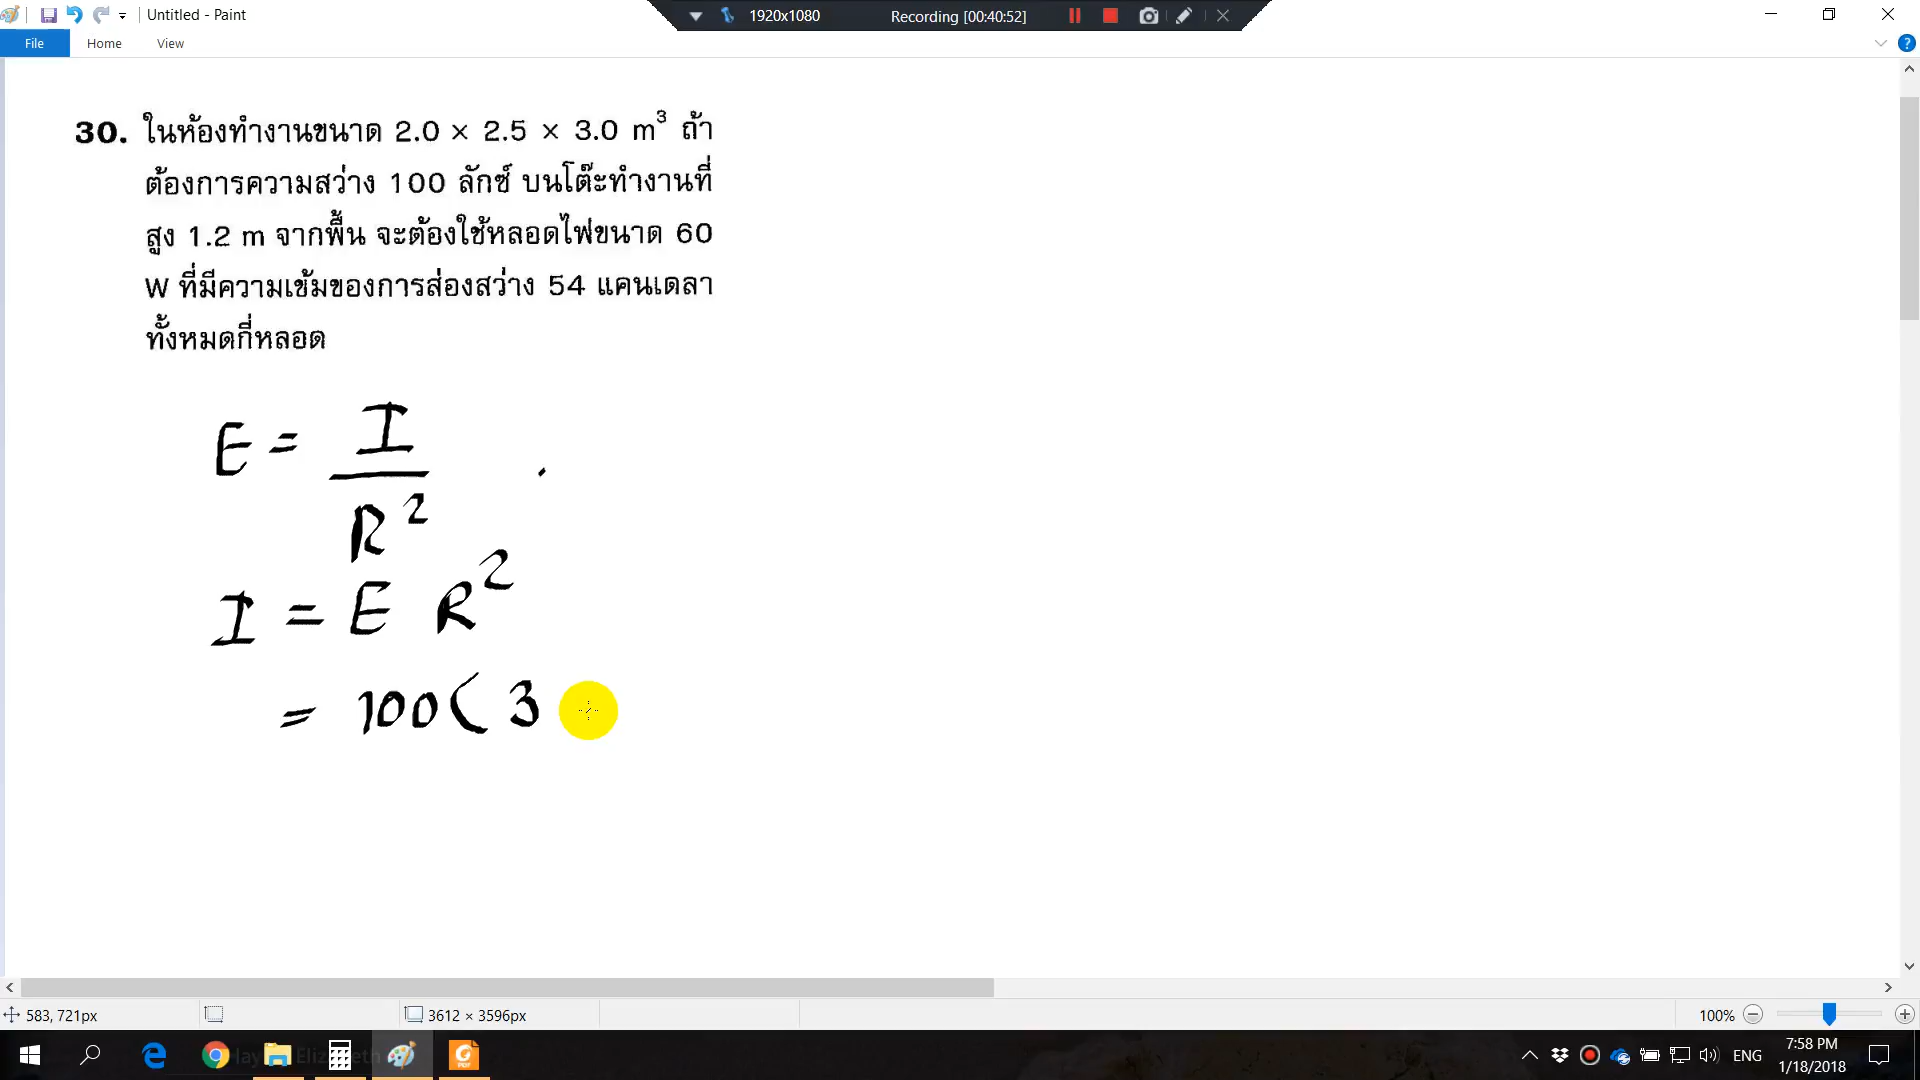 Untitled - Paint
1920x1080
Recording [00:40:52]
File Home View
30. ในห้องทำงานขนาด 2.0 × 2.5 × 3.0 m³ ถ้า
ต้องการความสว่าง 100 ลักซ์ บนโต๊ะทำงานที่
สูง 1.2 m จากพื้น จะต้องใช้หลอดไฟขนาด 60
W ที่มีความเข้มของการส่องสว่าง 54 แคนเดลา
ทั้งหมดกี่หลอด
E = I / R²
I = E R²
= 100 ( 3
583, 721px
3612 × 3596px
100%
ENG
7:58 PM
1/18/2018